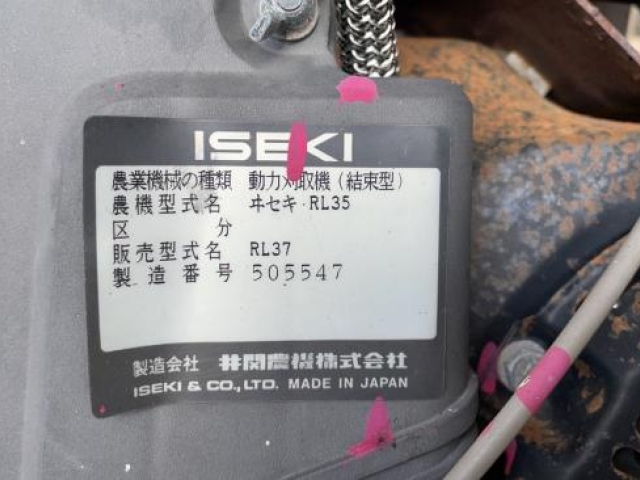 ISEKI
農業機械の種類 動力刈取機(結束型)
農機型式名 ヰセキ・RL35
区 分
販売型式名 RL37
製造番号 505547
製造会社 井関農機株式会社
ISEKI & CO., LTD. MADE IN JAPAN